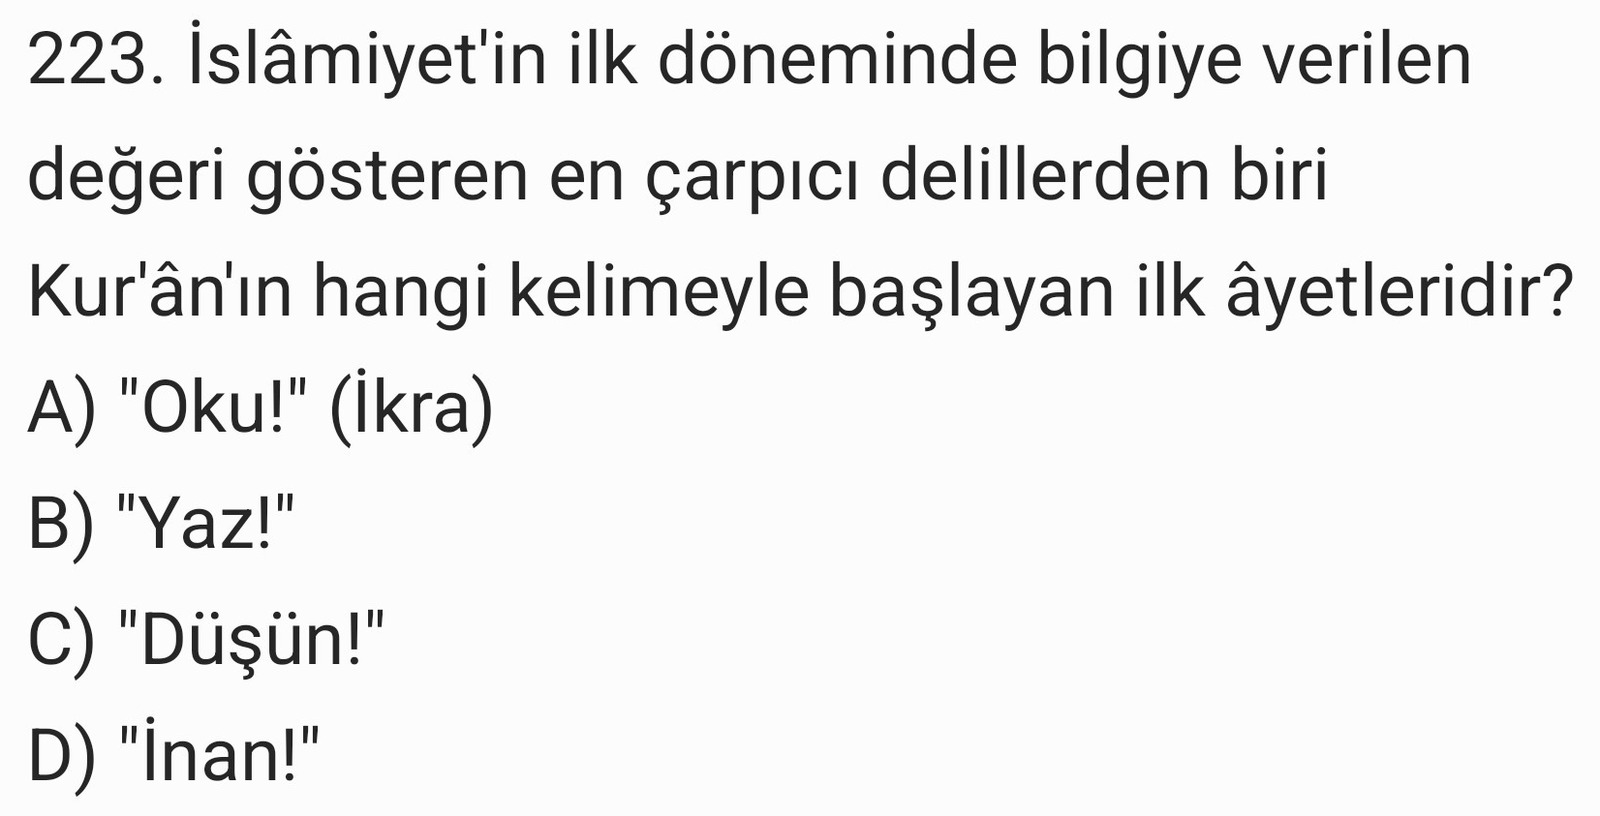 223. İslâmiyet'in ilk döneminde bilgiye verilen
değeri gösteren en çarpıcı delillerden biri
Kur'ân'ın hangi kelimeyle başlayan ilk âyetleridir?
A) "Oku!" (İkra)
B) "Yaz!"
C) "Düşün!"
D) "İnan!"